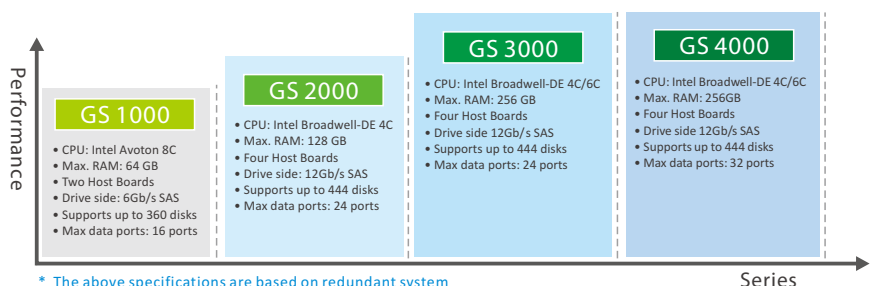 Performance
GS 1000
• CPU: Intel Avoton 8C
• Max. RAM: 64 GB
• Two Host Boards
• Drive side: 6Gb/s SAS
• Supports up to 360 disks
• Max data ports: 16 ports
GS 2000
• CPU: Intel Broadwell-DE 4C
• Max. RAM: 128 GB
• Four Host Boards
• Drive side: 12Gb/s SAS
• Supports up to 444 disks
• Max data ports: 24 ports
GS 3000
• CPU: Intel Broadwell-DE 4C/6C
• Max. RAM: 256 GB
• Four Host Boards
• Drive side 12Gb/s SAS
• Supports up to 444 disks
• Max data ports: 24 ports
GS 4000
• CPU: Intel Broadwell-DE 4C/6C
• Max. RAM: 256GB
• Four Host Boards
• Drive side 12Gb/s SAS
• Supports up to 444 disks
• Max data ports: 32 ports
* The above specifications are based on redundant system
Series